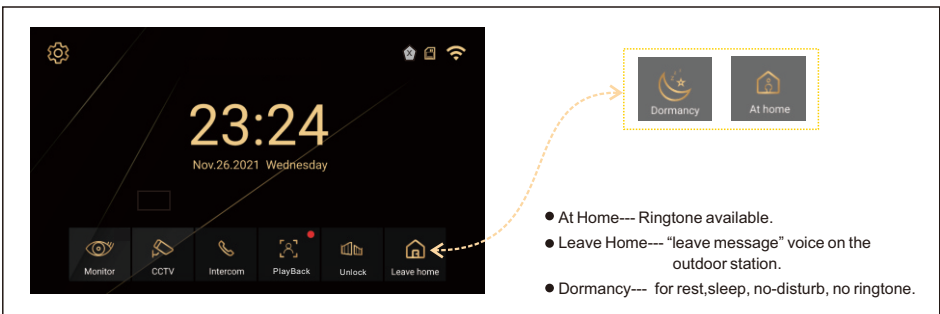 23:24
Nov.26.2021 Wednesday
Monitor
CCTV
Intercom
PlayBack
Unlock
Leave home
Dormancy
At home
● At Home--- Ringtone available.
● Leave Home--- “leave message” voice on the
outdoor station.
● Dormancy--- for rest,sleep, no-disturb, no ringtone.